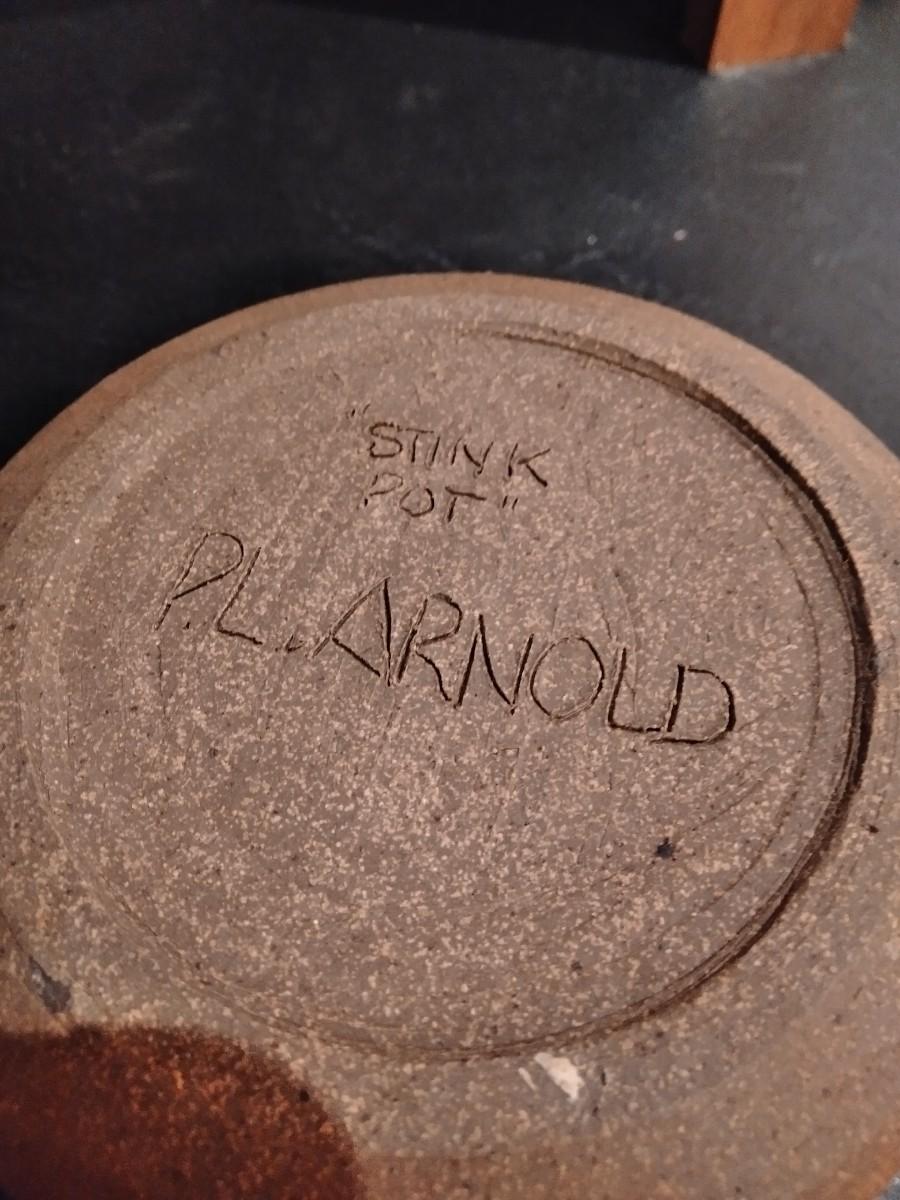 "STINK
POT"
P.L. ARNOLD